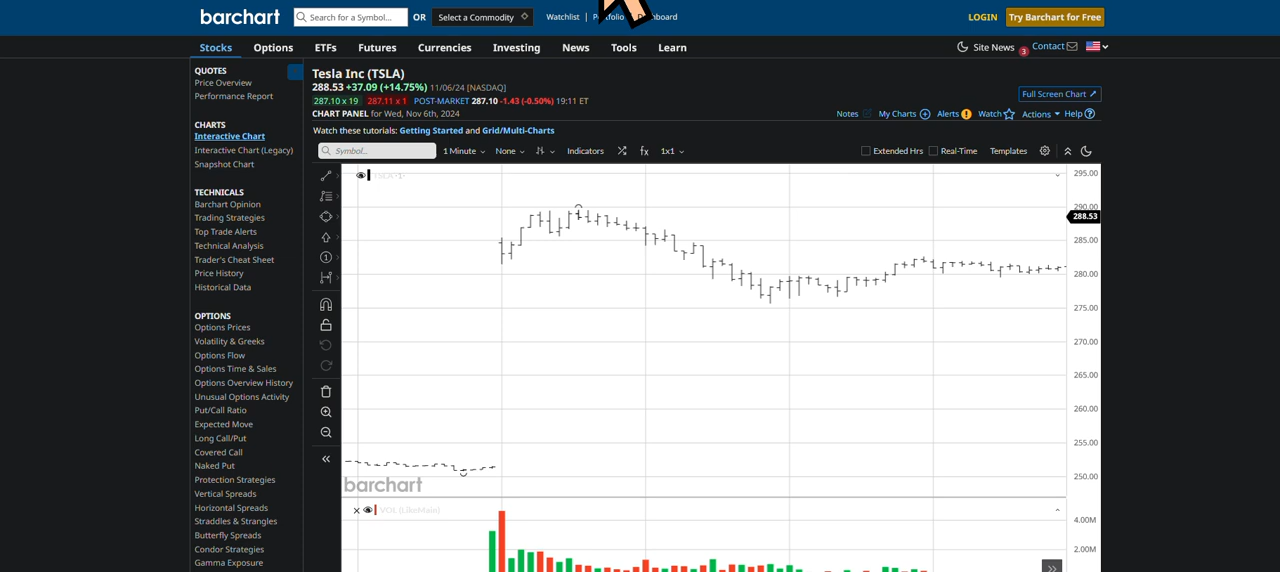 barchart Search for a Symbol... OR Select a Commodity Watchlist | LOGIN Try Barchart for Free
Stocks Options ETFs Futures Currencies Investing News Tools Learn Site News 3 Contact
QUOTES
Price Overview
Performance Report
CHARTS
Interactive Chart
Interactive Chart (Legacy)
Snapshot Chart
TECHNICALS
Barchart Opinion
Trading Strategies
Top Trade Alerts
Technical Analysis
Trader's Cheat Sheet
Price History
Historical Data
OPTIONS
Options Prices
Volatility & Greeks
Options Flow
Options Time & Sales
Options Overview History
Unusual Options Activity
Put/Call Ratio
Expected Move
Long Call/Put
Covered Call
Naked Put
Protection Strategies
Vertical Spreads
Horizontal Spreads
Straddles & Strangles
Butterfly Spreads
Condor Strategies
Gamma Exposure
Tesla Inc (TSLA)
288.53 +37.09 (+14.75%) 11/06/24 [NASDAQ]
287.10 x 19 287.11 x 1 POST-MARKET 287.10 -1.43 (-0.50%) 19:11 ET
Full Screen Chart
CHART PANEL for Wed, Nov 6th, 2024
Notes My Charts Alerts Watch Actions Help
Watch these tutorials: Getting Started and Grid/Multi-Charts
Symbol... 1 Minute None Indicators fx 1x1 Extended Hrs Real-Time Templates
TSLA ·1·
295.00
290.00
288.53
285.00
280.00
275.00
270.00
265.00
260.00
255.00
250.00
barchart
VOL (LikeMain)
4.00M
2.00M